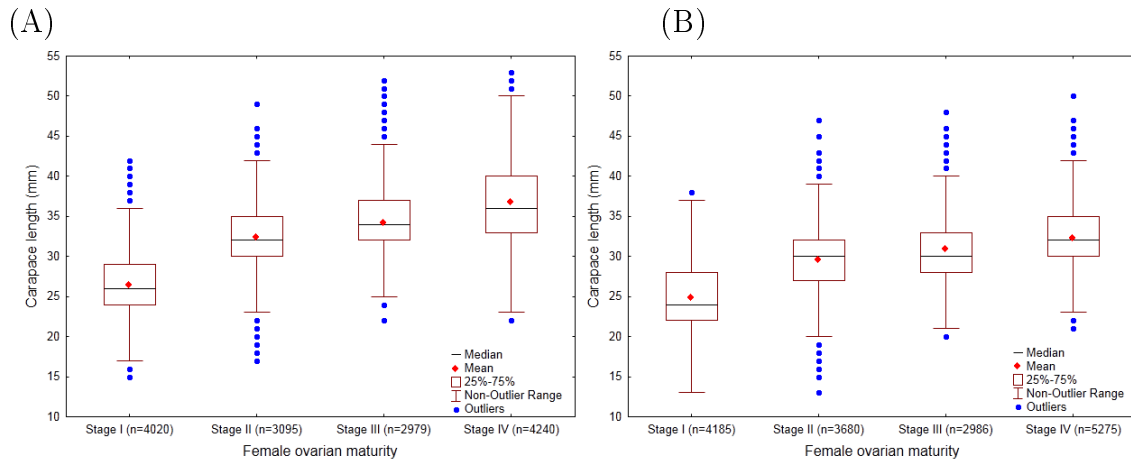 (A)
(B)
55
50
45
40
35
30
25
20
15
10
Carapace length (mm)
Median
Mean
25%-75%
Non-Outlier Range
Outliers
Stage I (n=4020) Stage II (n=3095) Stage III (n=2979) Stage IV (n=4240)
Female ovarian maturity
55
50
45
40
35
30
25
20
15
10
Carapace length (mm)
Median
Mean
25%-75%
Non-Outlier Range
Outliers
Stage I (n=4185) Stage II (n=3680) Stage III (n=2986) Stage IV (n=5275)
Female ovarian maturity